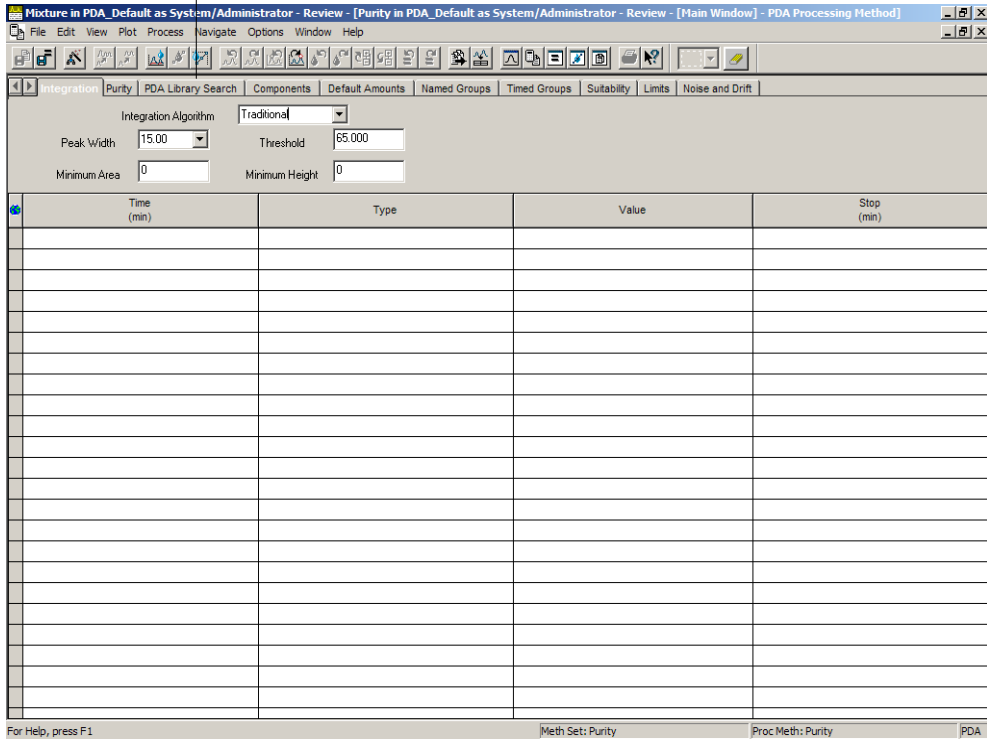 Mixture in PDA_Default as System/Administrator - Review - [Purity in PDA_Default as System/Administrator - Review - [Main Window] - PDA Processing Method]
File Edit View Plot Process Navigate Options Window Help
Integration Purity PDA Library Search Components Default Amounts Named Groups Timed Groups Suitability Limits Noise and Drift
Integration Algorithm Traditional
Peak Width 15.00 Threshold 65.000
Minimum Area 0 Minimum Height 0
Time (min) Type Value Stop (min)
For Help, press F1 Meth Set: Purity Proc Meth: Purity PDA